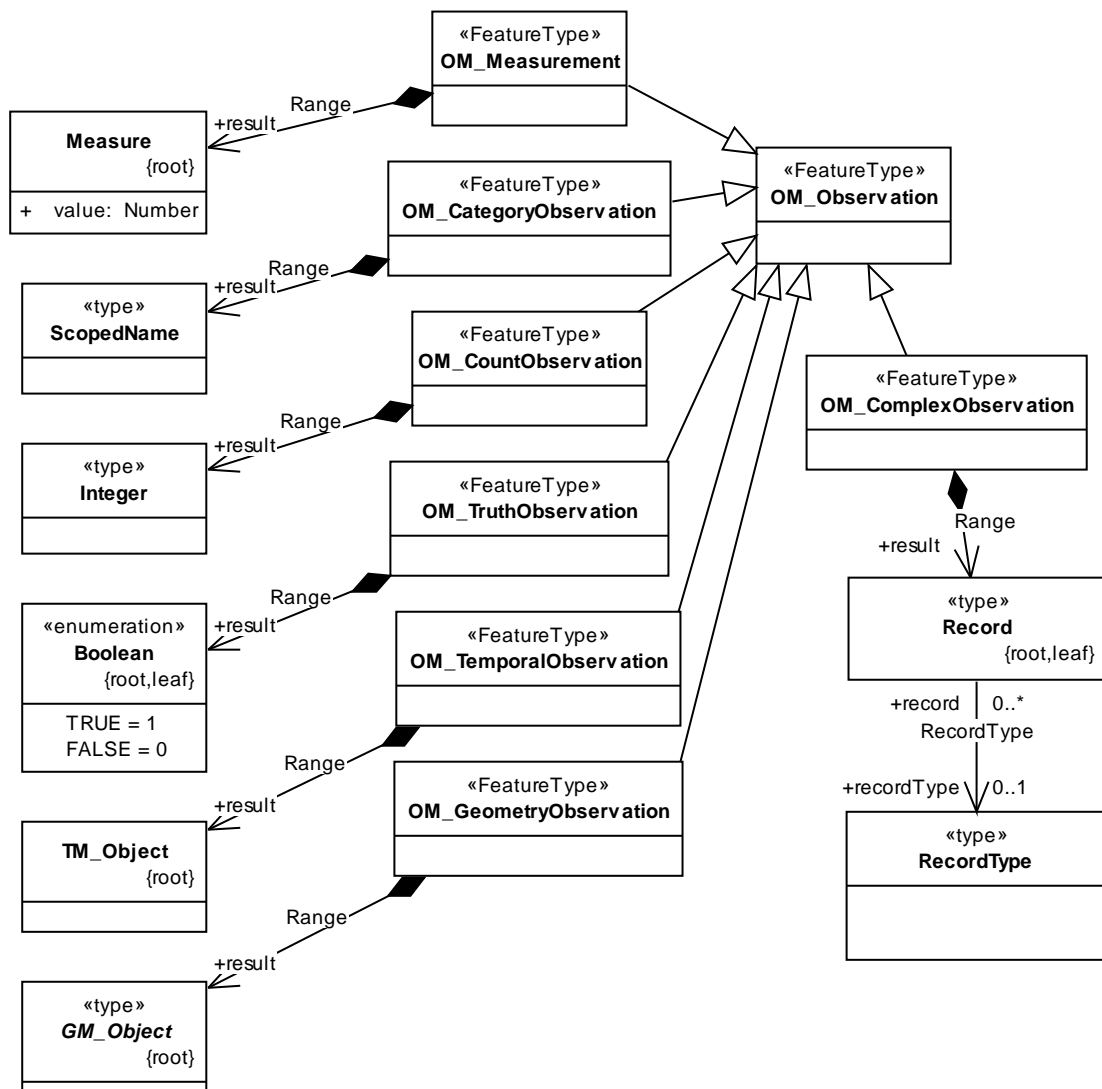 «FeatureType»
OM_Measurement
Range
+result
Measure
{root}
+ value: Number
«FeatureType»
OM_Observation
«FeatureType»
OM_CategoryObservation
Range
+result
«type»
ScopedName
«FeatureType»
OM_CountObservation
Range
+result
«type»
Integer
«FeatureType»
OM_ComplexObservation
Range
+result
«FeatureType»
OM_TruthObservation
Range
+result
«enumeration»
Boolean
{root,leaf}
TRUE = 1
FALSE = 0
«type»
Record
{root,leaf}
+record 0..*
RecordType
+recordType 0..1
«type»
RecordType
«FeatureType»
OM_TemporalObservation
Range
+result
TM_Object
{root}
«FeatureType»
OM_GeometryObservation
Range
+result
«type»
GM_Object
{root}